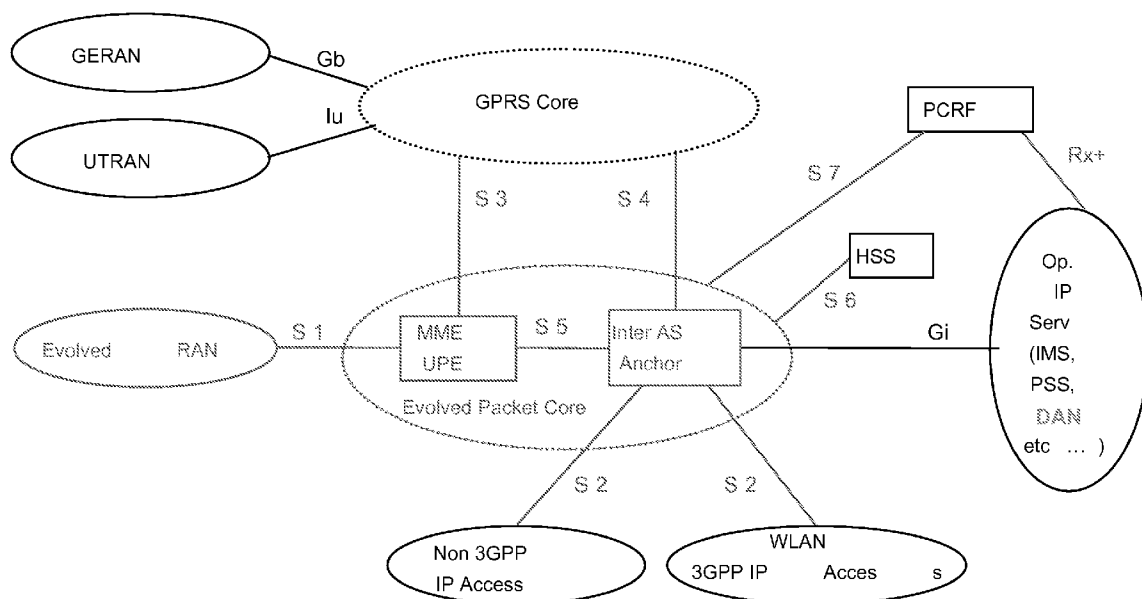 GERAN
Gb
GPRS Core
Iu
UTRAN
PCRF
Rx+
S 7
S 3
S 4
HSS
S 6
Op.
IP
Serv
(IMS,
PSS,
DAN
etc ... )
Gi
Evolved RAN
S 1
MME
UPE
S 5
Inter AS
Anchor
Evolved Packet Core
S 2
S 2
Non 3GPP
IP Access
WLAN
3GPP IP Acces s